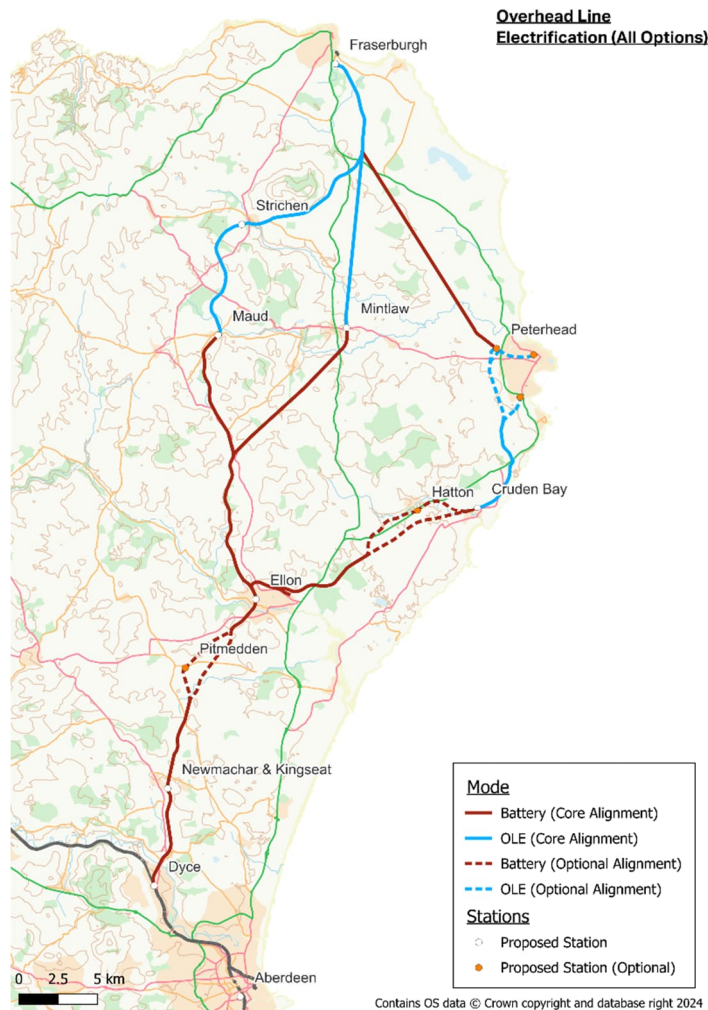 Overhead Line
Electrification (All Options)
Fraserburgh
Strichen
Maud
Mintlaw
Peterhead
Hatton
Cruden Bay
Ellon
Pitmedden
Newmachar & Kingseat
Dyce
Aberdeen
Mode
Battery (Core Alignment)
OLE (Core Alignment)
Battery (Optional Alignment)
OLE (Optional Alignment)
Stations
Proposed Station
Proposed Station (Optional)
0 2.5 5 km
Contains OS data © Crown copyright and database right 2024